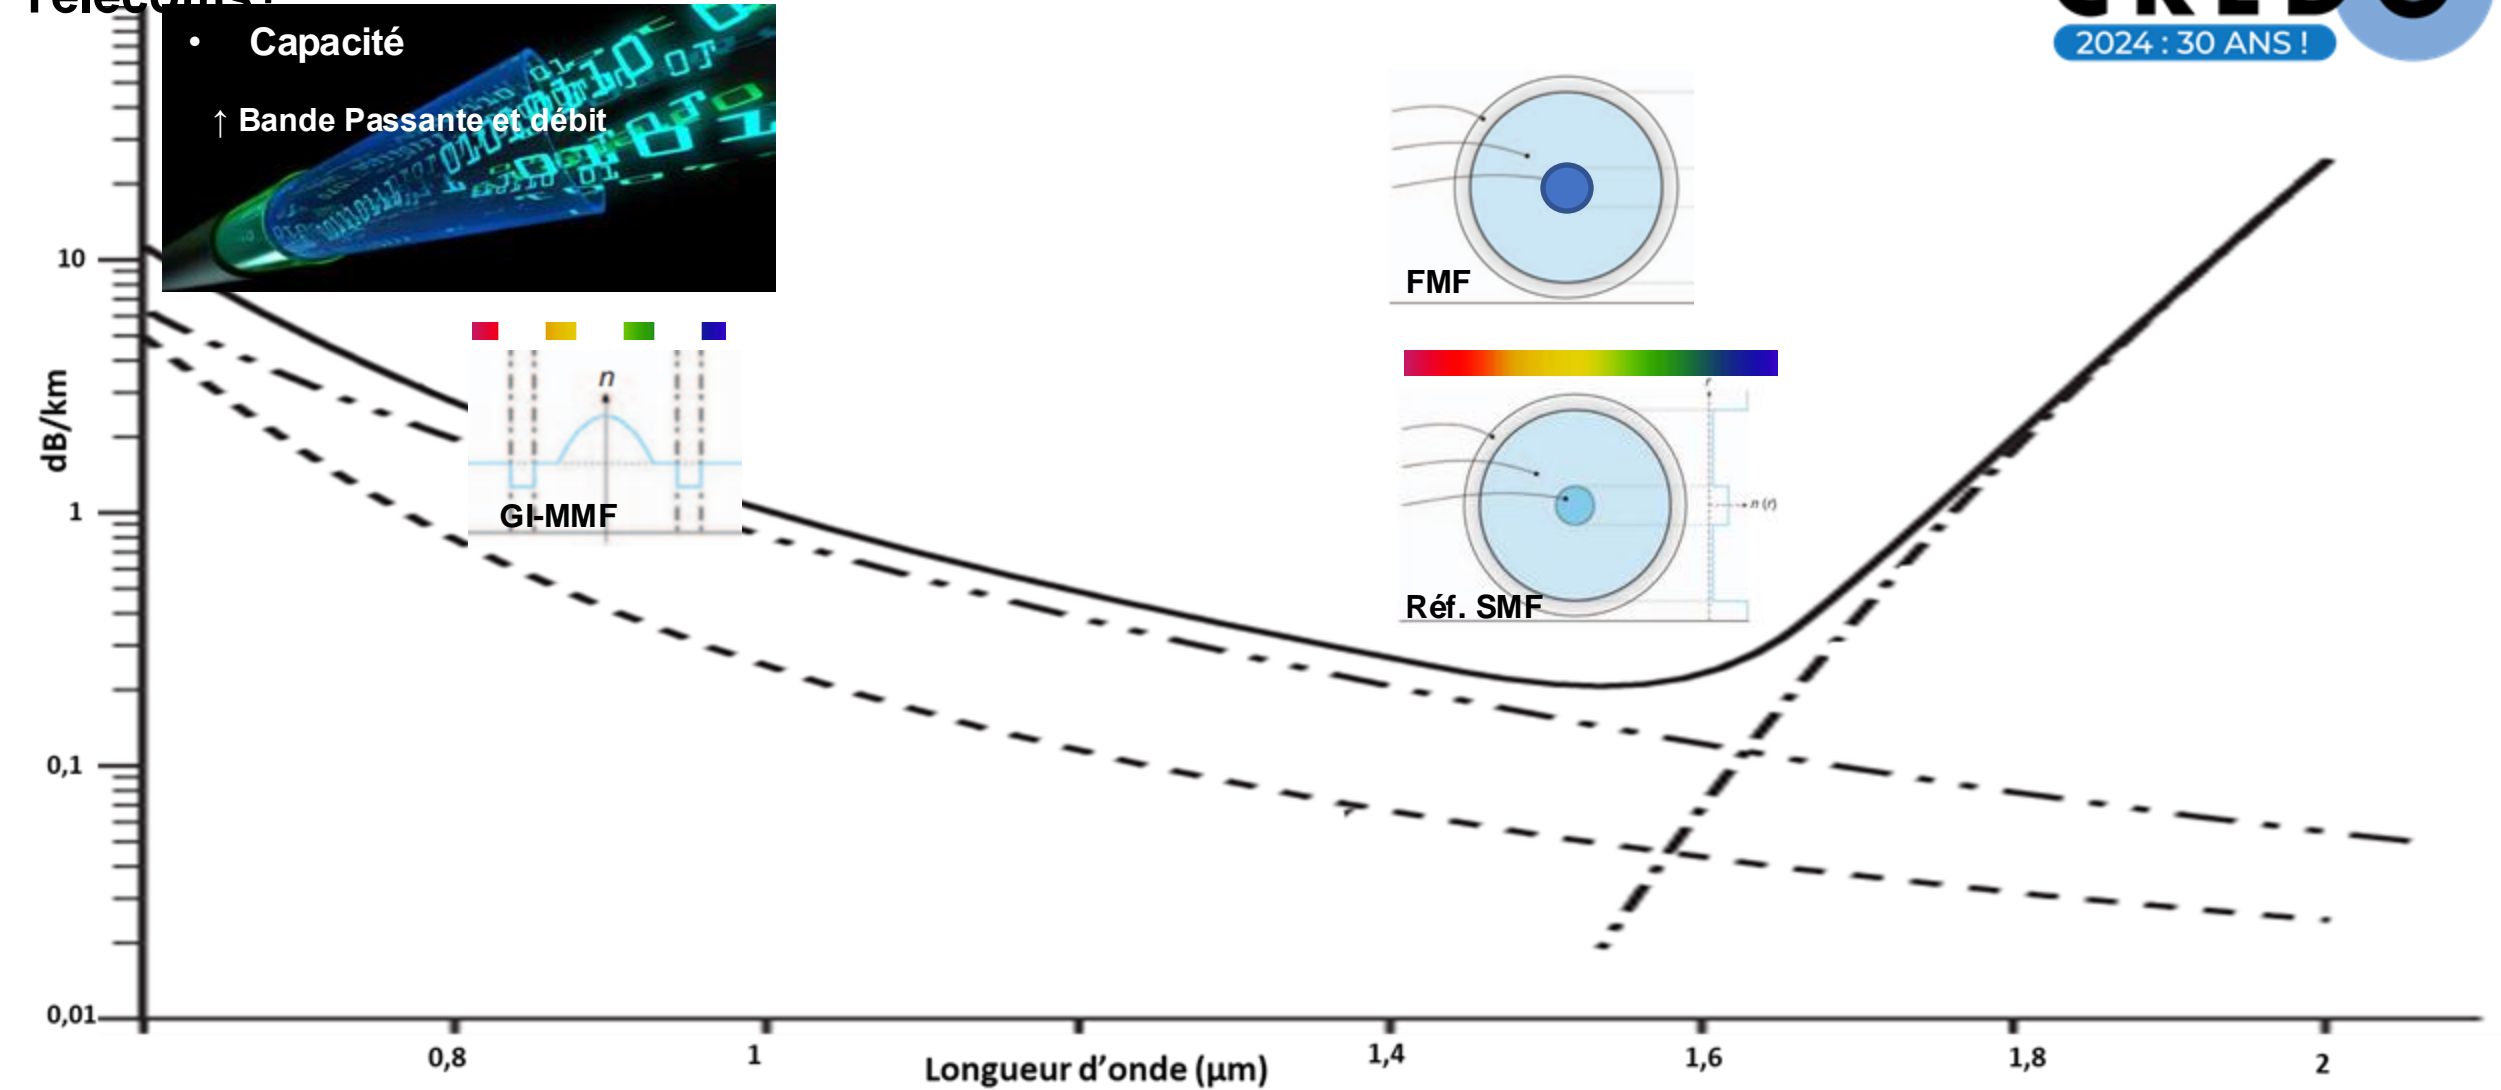 2024 : 30 ANS !
• Capacité
↑ Bande Passante et débit
FMF
10
dB/km
n
GI-MMF
r
n (r)
1
Réf. SMF
0,1
0,01
0,8
1
Longueur d’onde (µm)
1,4
1,6
1,8
2